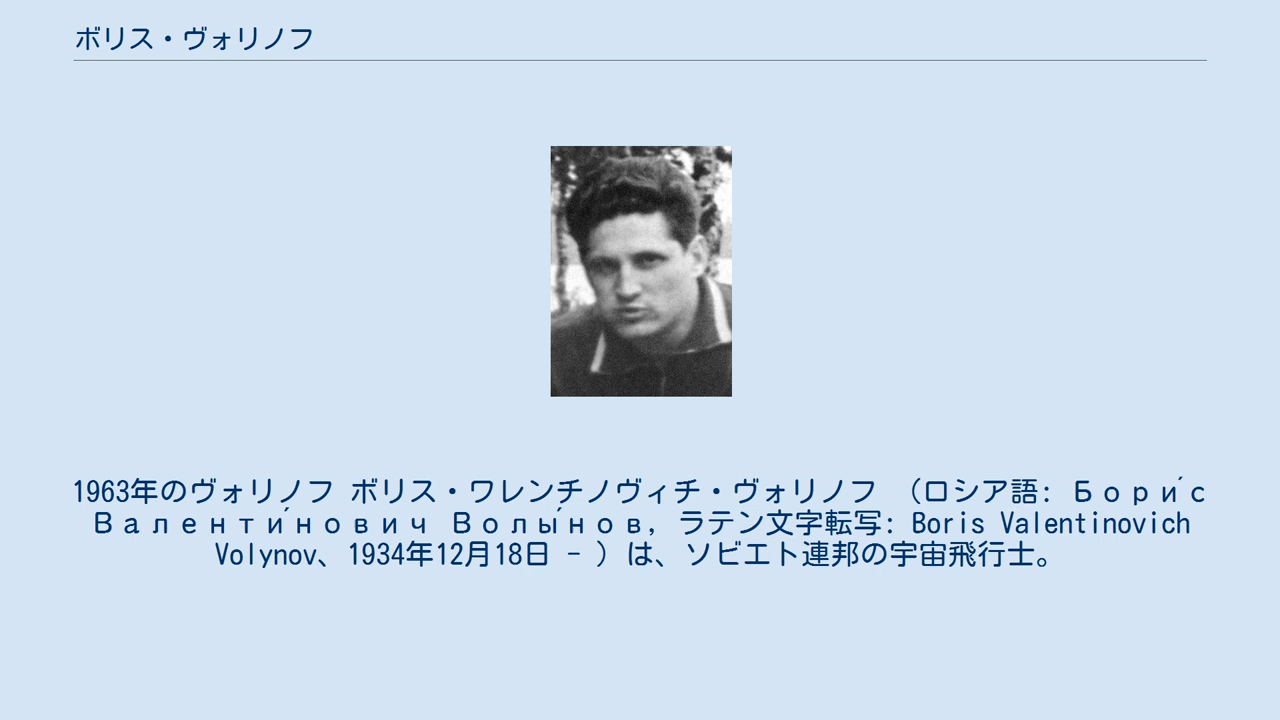 ボリス・ヴォリノフ
1963年のヴォリノフ ボリス・ワレンチノヴィチ・ヴォリノフ （ロシア語: Бори́с
Валенти́нович Волы́нов, ラテン文字転写: Boris Valentinovich
Volynov、1934年12月18日 - ）は、ソビエト連邦の宇宙飛行士。